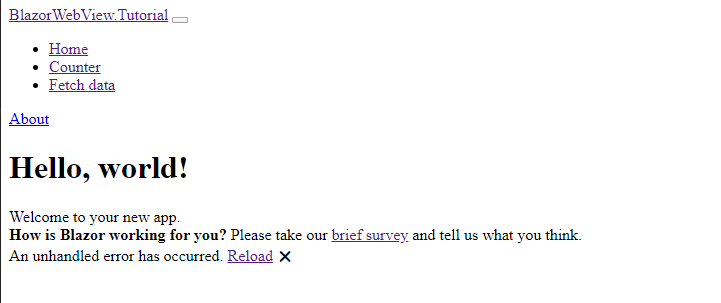 BlazorWebView.Tutorial
Home
Counter
Fetch data
About
Hello, world!
Welcome to your new app.
How is Blazor working for you? Please take our brief survey and tell us what you think.
An unhandled error has occurred. Reload 🗙